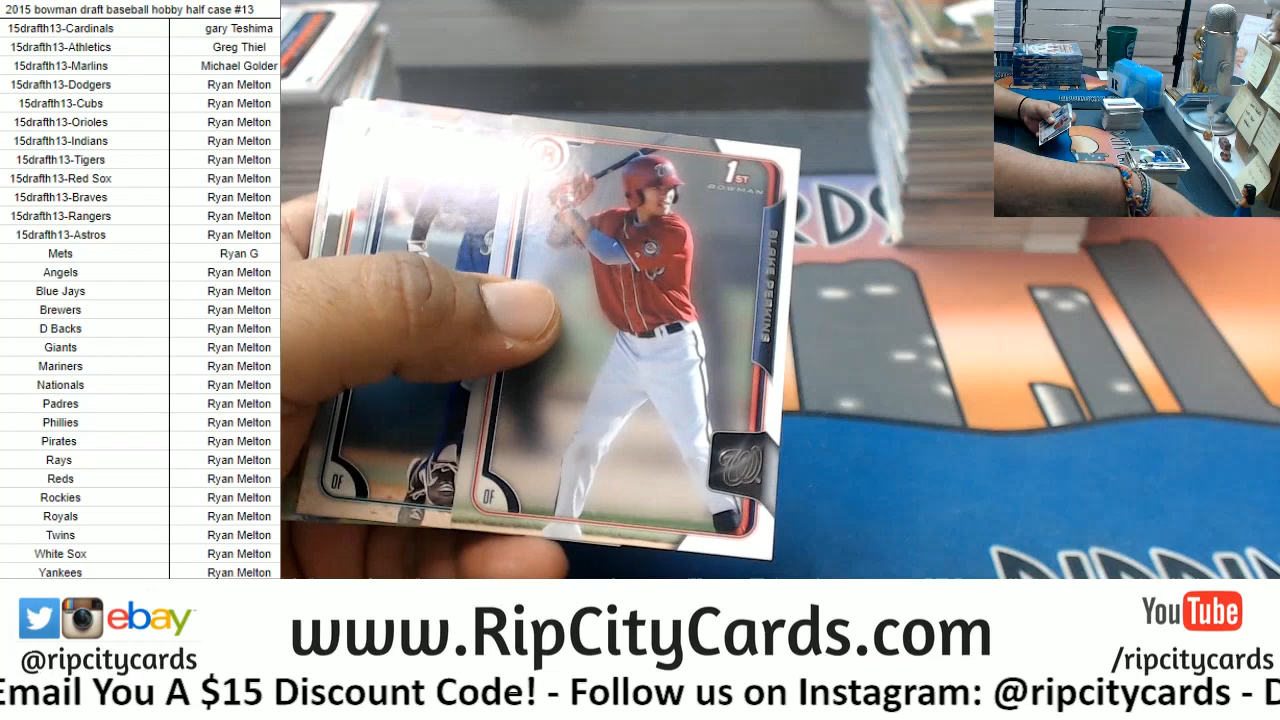 2015 bowman draft baseball hobby half case #13
15drafth13-Cardinals gary Teshima
15drafth13-Athletics Greg Thiel
15drafth13-Marlins Michael Golder
15drafth13-Dodgers Ryan Melton
15drafth13-Cubs Ryan Melton
15drafth13-Orioles Ryan Melton
15drafth13-Indians Ryan Melton
15drafth13-Tigers Ryan Melton
15drafth13-Red Sox Ryan Melton
15drafth13-Braves Ryan Melton
15drafth13-Rangers Ryan Melton
15drafth13-Astros Ryan Melton
Mets Ryan G
Angels Ryan Melton
Blue Jays Ryan Melton
Brewers Ryan Melton
D Backs Ryan Melton
Giants Ryan Melton
Mariners Ryan Melton
Nationals Ryan Melton
Padres Ryan Melton
Phillies Ryan Melton
Pirates Ryan Melton
Rays Ryan Melton
Reds Ryan Melton
Rockies Ryan Melton
Royals Ryan Melton
Twins Ryan Melton
White Sox Ryan Melton
Yankees Ryan Melton
1ST
BOWMAN
BLAKE PERKINS
W
OF
OF
RDS
ebay
@ripcitycards
www.RipCityCards.com
YouTube
/ripcitycards
Email You A $15 Discount Code! - Follow us on Instagram: @ripcitycards - D